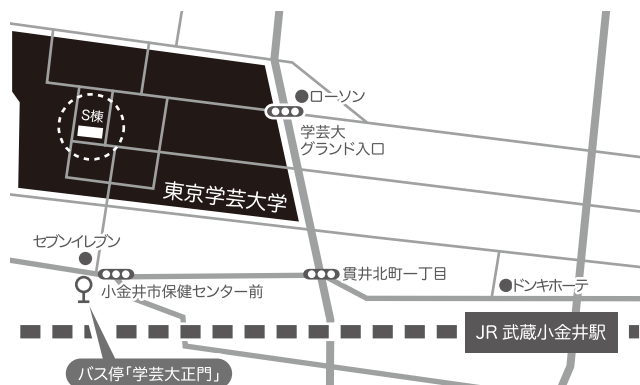 ローソン
S棟
学芸大
グランド入口
東京学芸大学
セブンイレブン
貫井北町一丁目
小金井市保健センター前
ドンキホーテ
JR 武蔵小金井駅
バス停「学芸大正門」